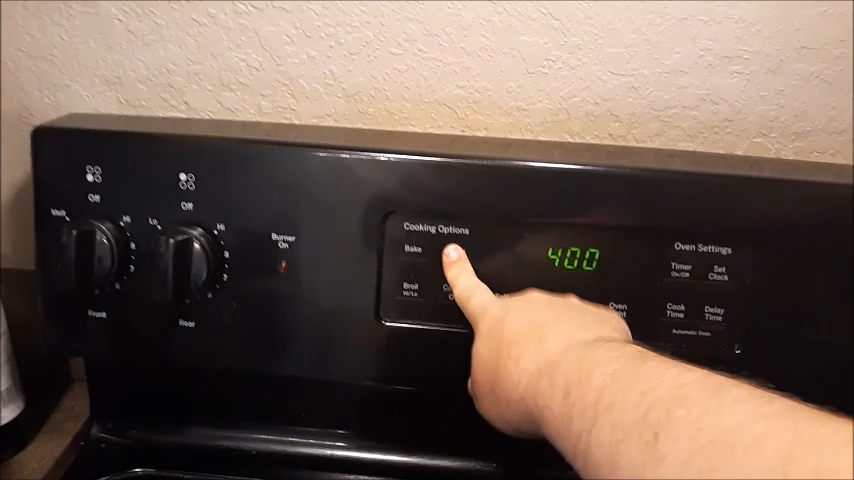 Off
Off
Melt
Hi
Lo
Hi
Burner
On
Front
Rear
Cooking Options
Bake
Broil
Hi/Lo
400
Oven Settings
Timer
On/Off
Set
Clock
Oven
Cook
Time
Delay
Time
Automatic Oven